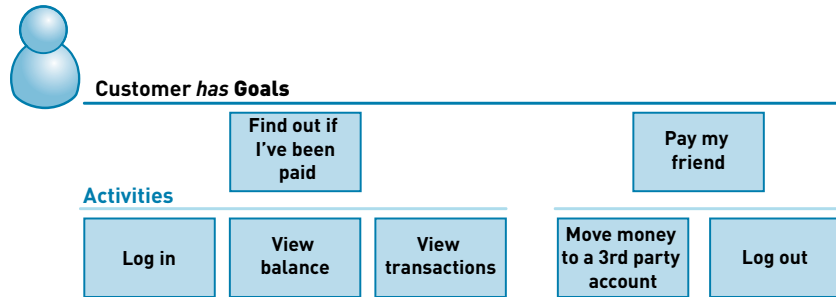 Customer has Goals
Find out if
I've been
paid
Pay my
friend
Activities
Log in
View
balance
View
transactions
Move money
to a 3rd party
account
Log out